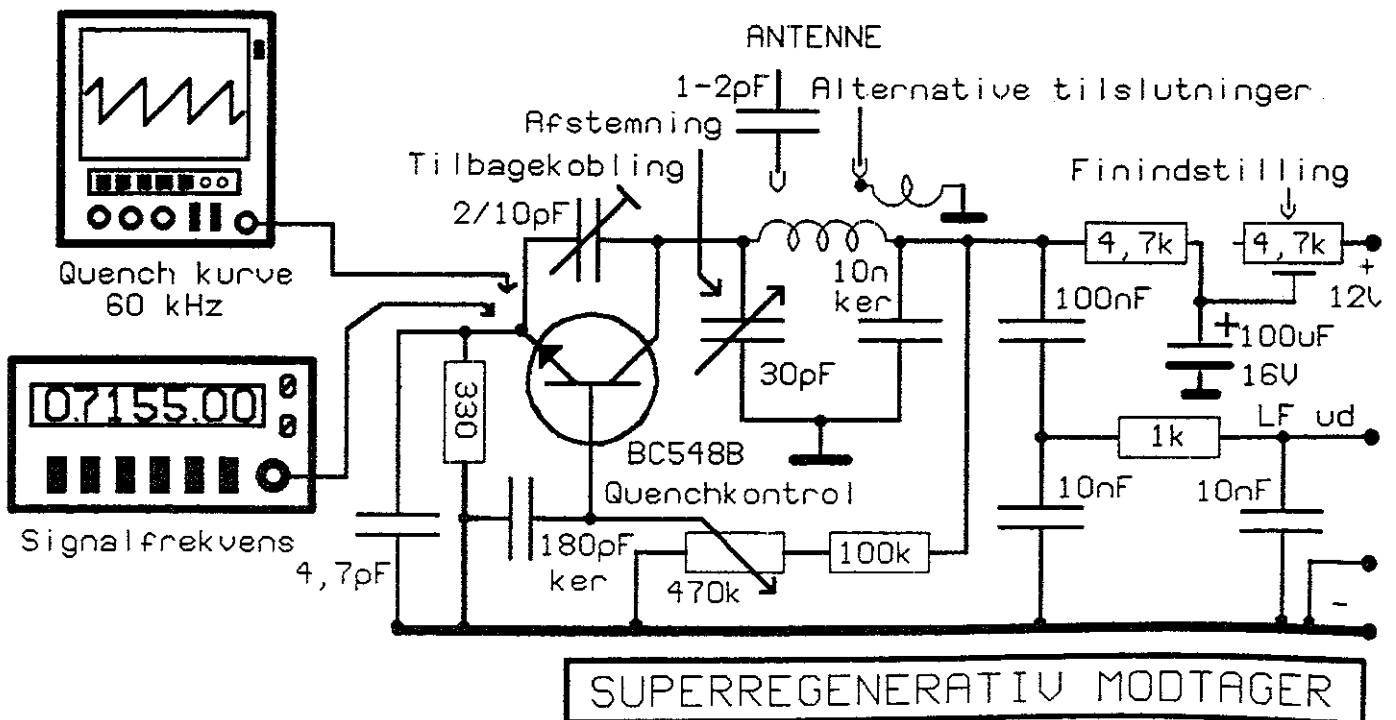 ANTENNE
1-2pF
Alternative tilslutninger
Afstemning
Tilbagekobling
2/10pF
Finindstilling
4,7k
4,7k
+
12V
Quench kurve
60 kHz
10n
ker
100nF
+
100uF
16V
30pF
330
0.7155.00
0
0
BC548B
1k
LF ud
Quenchkontrol
10nF
10nF
Signalfrekvens
4,7pF
180pF
ker
470k
100k
-
SUPERREGENERATIV MODTAGER